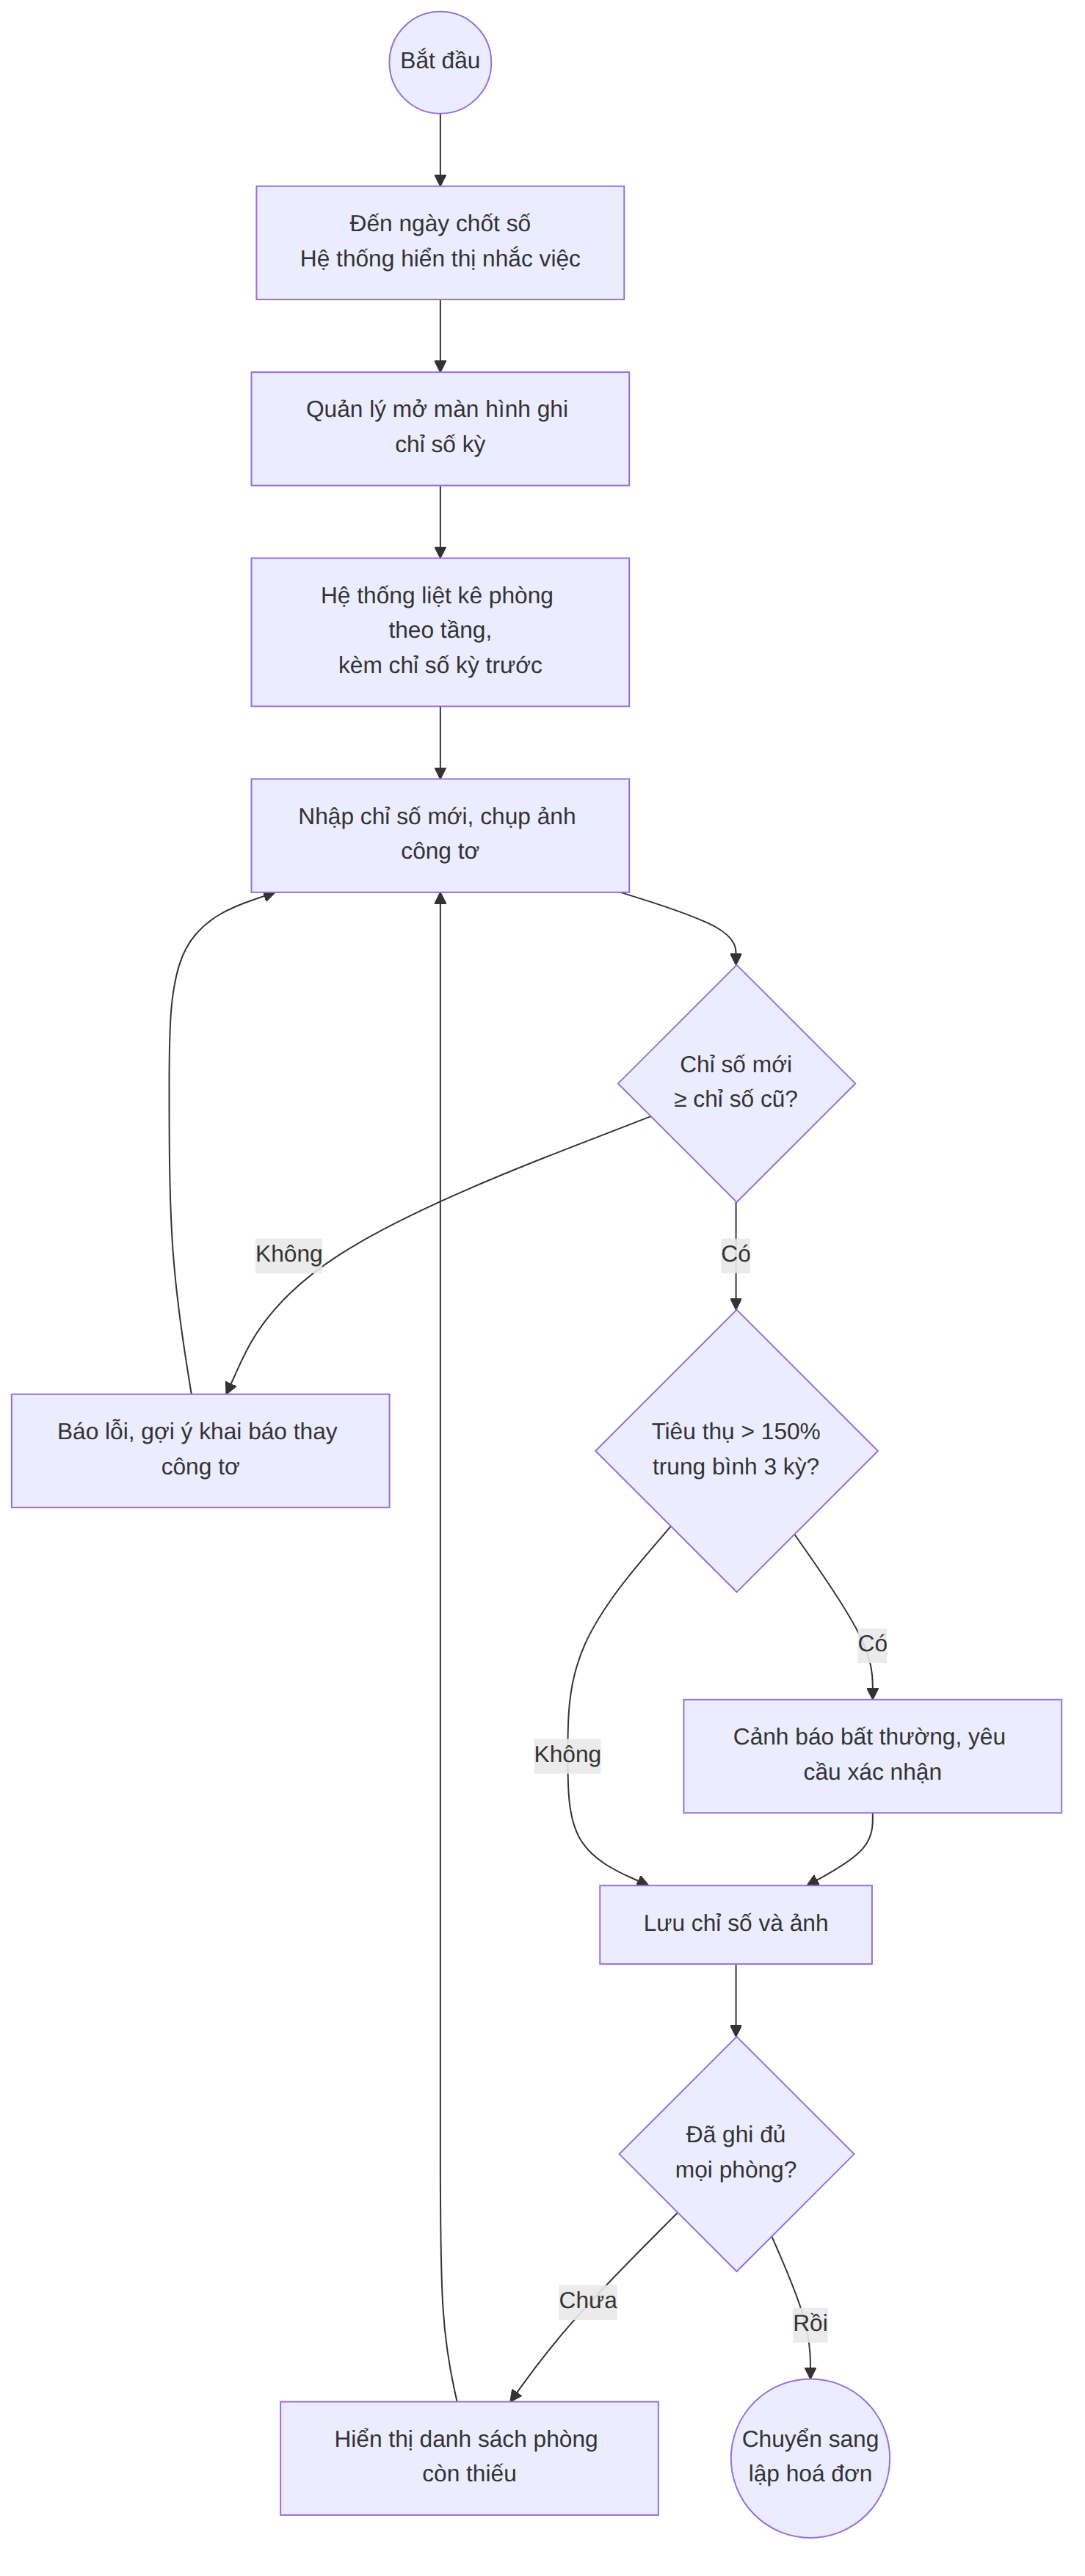 Bắt đầu
Đến ngày chốt số
Hệ thống hiển thị nhắc việc
Quản lý mở màn hình ghi
chỉ số kỳ
Hệ thống liệt kê phòng
theo tầng,
kèm chỉ số kỳ trước
Nhập chỉ số mới, chụp ảnh
công tơ
Chỉ số mới
≥ chỉ số cũ?
Không
Có
Báo lỗi, gợi ý khai báo thay
công tơ
Tiêu thụ > 150%
trung bình 3 kỳ?
Có
Không
Cảnh báo bất thường, yêu
cầu xác nhận
Lưu chỉ số và ảnh
Đã ghi đủ
mọi phòng?
Chưa
Rồi
Hiển thị danh sách phòng
còn thiếu
Chuyển sang
lập hoá đơn